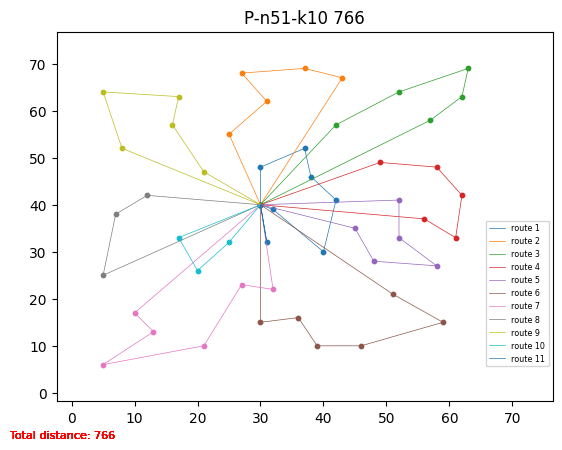 P-n51-k10 766
70
60
50
40
30
20
10
0
route 1
route 2
route 3
route 4
route 5
route 6
route 7
route 8
route 9
route 10
route 11
0 10 20 30 40 50 60 70
Total distance: 766